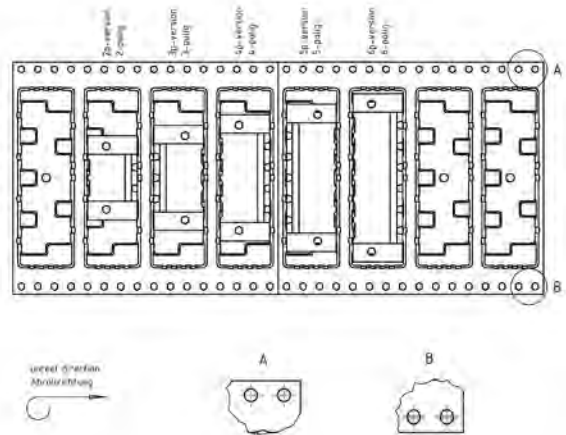 2p-version
2-polig
3p-version
3-polig
4p-version
4-polig
5p-version
5-polig
6p-version
6-polig
A
B
unreel direction
Abrollrichtung
A
B